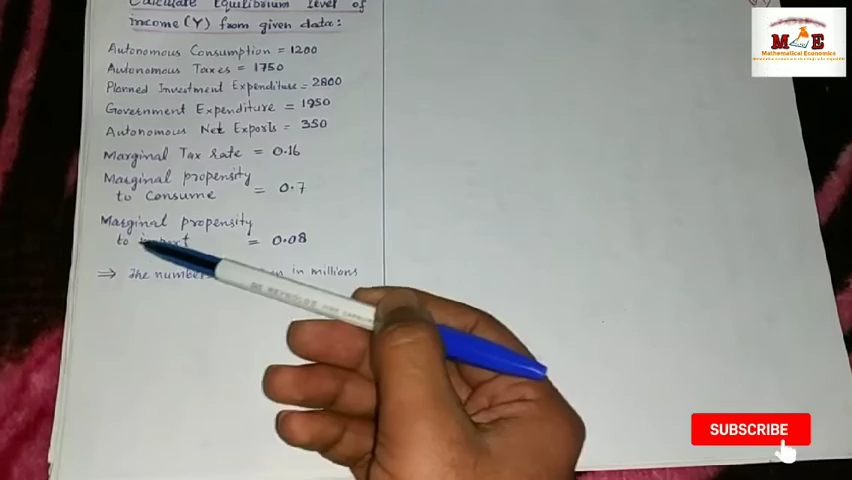 Calculate Equilibrium level of
income (Y) from given data:
Autonomous Consumption = 1200
Autonomous Taxes = 1750
Planned Investment Expenditure = 2800
Government Expenditure = 1950
Autonomous Net Exports = 350
Marginal Tax rate = 0.16
Marginal propensity
to Consume = 0.7
Marginal propensity
to import = 0.08
⇒ The numbers in millions
M E
Mathematical Economics
SUBSCRIBE